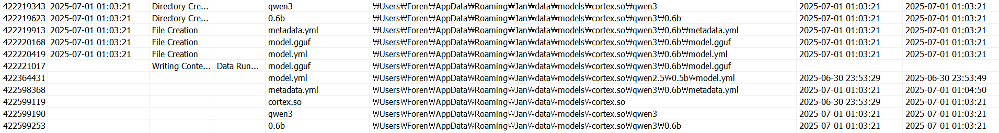 422219343 2025-07-01 01:03:21 Directory Cre... qwen3 ₩Users₩Foren₩AppData₩Roaming₩Jan₩data₩models₩cortex.so₩qwen3 2025-07-01 01:03:21 2025-07-01 01:03:21
422219623 2025-07-01 01:03:21 Directory Cre... 0.6b ₩Users₩Foren₩AppData₩Roaming₩Jan₩data₩models₩cortex.so₩qwen3₩0.6b 2025-07-01 01:03:21 2025-07-01 01:03:21
422219913 2025-07-01 01:03:21 File Creation metadata.yml ₩Users₩Foren₩AppData₩Roaming₩Jan₩data₩models₩cortex.so₩qwen3₩0.6b₩metadata.yml 2025-07-01 01:03:21 2025-07-01 01:03:21
422220168 2025-07-01 01:03:21 File Creation model.gguf ₩Users₩Foren₩AppData₩Roaming₩Jan₩data₩models₩cortex.so₩qwen3₩0.6b₩model.gguf 2025-07-01 01:03:21 2025-07-01 01:03:21
422220419 2025-07-01 01:03:21 File Creation model.yml ₩Users₩Foren₩AppData₩Roaming₩Jan₩data₩models₩cortex.so₩qwen3₩0.6b₩model.yml 2025-07-01 01:03:21 2025-07-01 01:03:21
422221017 Writing Conte... Data Run... model.gguf ₩Users₩Foren₩AppData₩Roaming₩Jan₩data₩models₩cortex.so₩qwen3₩0.6b₩model.gguf
422364431 model.yml ₩Users₩Foren₩AppData₩Roaming₩Jan₩data₩models₩cortex.so₩qwen2.5₩0.5b₩model.yml 2025-06-30 23:53:29 2025-06-30 23:53:49
422598368 metadata.yml ₩Users₩Foren₩AppData₩Roaming₩Jan₩data₩models₩cortex.so₩qwen3₩0.6b₩metadata.yml 2025-07-01 01:03:21 2025-07-01 01:04:50
422599119 cortex.so ₩Users₩Foren₩AppData₩Roaming₩Jan₩data₩models₩cortex.so 2025-06-30 23:53:29 2025-07-01 01:03:21
422599190 qwen3 ₩Users₩Foren₩AppData₩Roaming₩Jan₩data₩models₩cortex.so₩qwen3 2025-07-01 01:03:21 2025-07-01 01:03:21
422599253 0.6b ₩Users₩Foren₩AppData₩Roaming₩Jan₩data₩models₩cortex.so₩qwen3₩0.6b 2025-07-01 01:03:21 2025-07-01 01:03:21